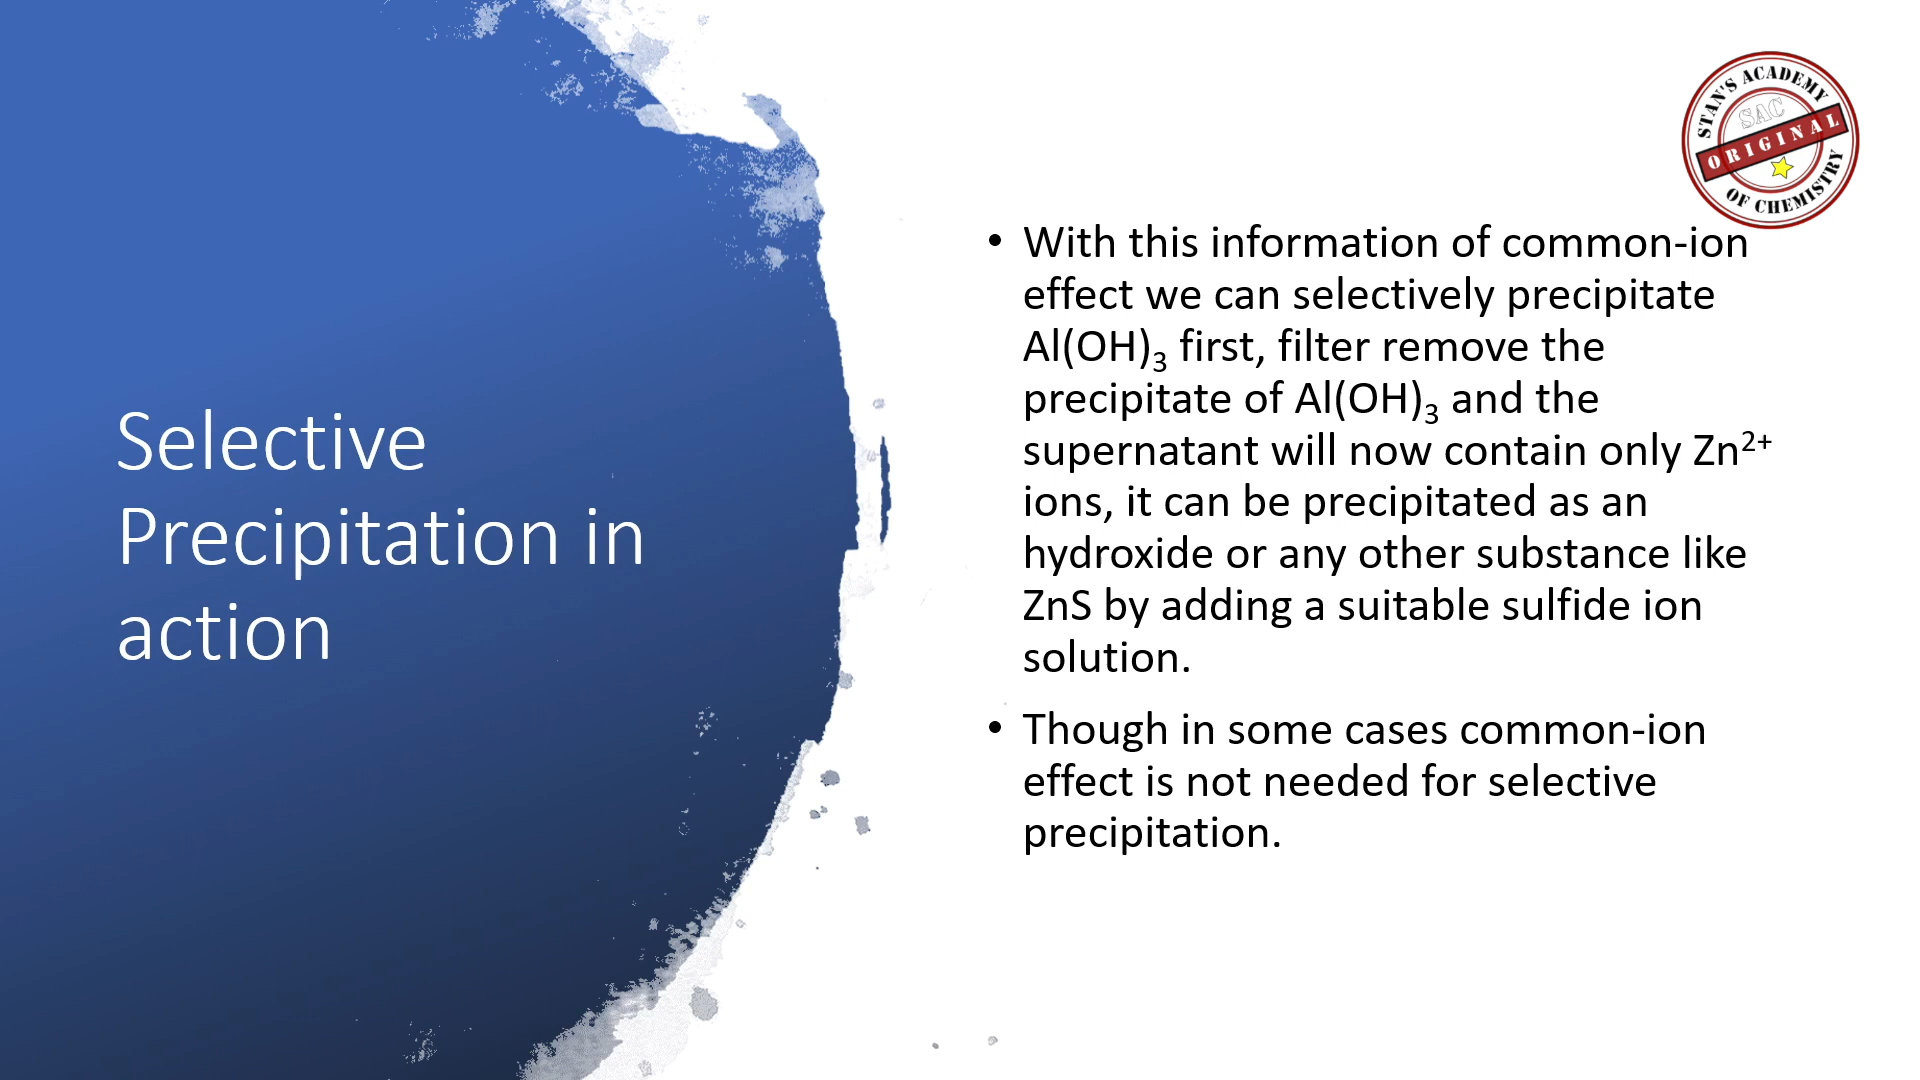 STAN'S ACADEMY
SAC
ORIGINAL
OF CHEMISTRY
Selective
Precipitation in
action
• With this information of common-ion
effect we can selectively precipitate
Al(OH)₃ first, filter remove the
precipitate of Al(OH)₃ and the
supernatant will now contain only Zn²⁺
ions, it can be precipitated as an
hydroxide or any other substance like
ZnS by adding a suitable sulfide ion
solution.
• Though in some cases common-ion
effect is not needed for selective
precipitation.